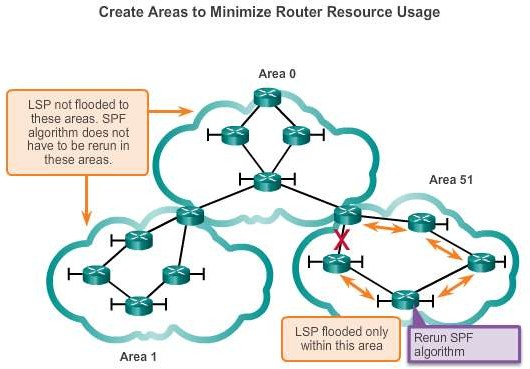 Create Areas to Minimize Router Resource Usage
Area 0
LSP not flooded to
these areas. SPF
algorithm does not
have to be rerun in
these areas.
Area 51
Area 1
LSP flooded only
within this area
Rerun SPF
algorithm